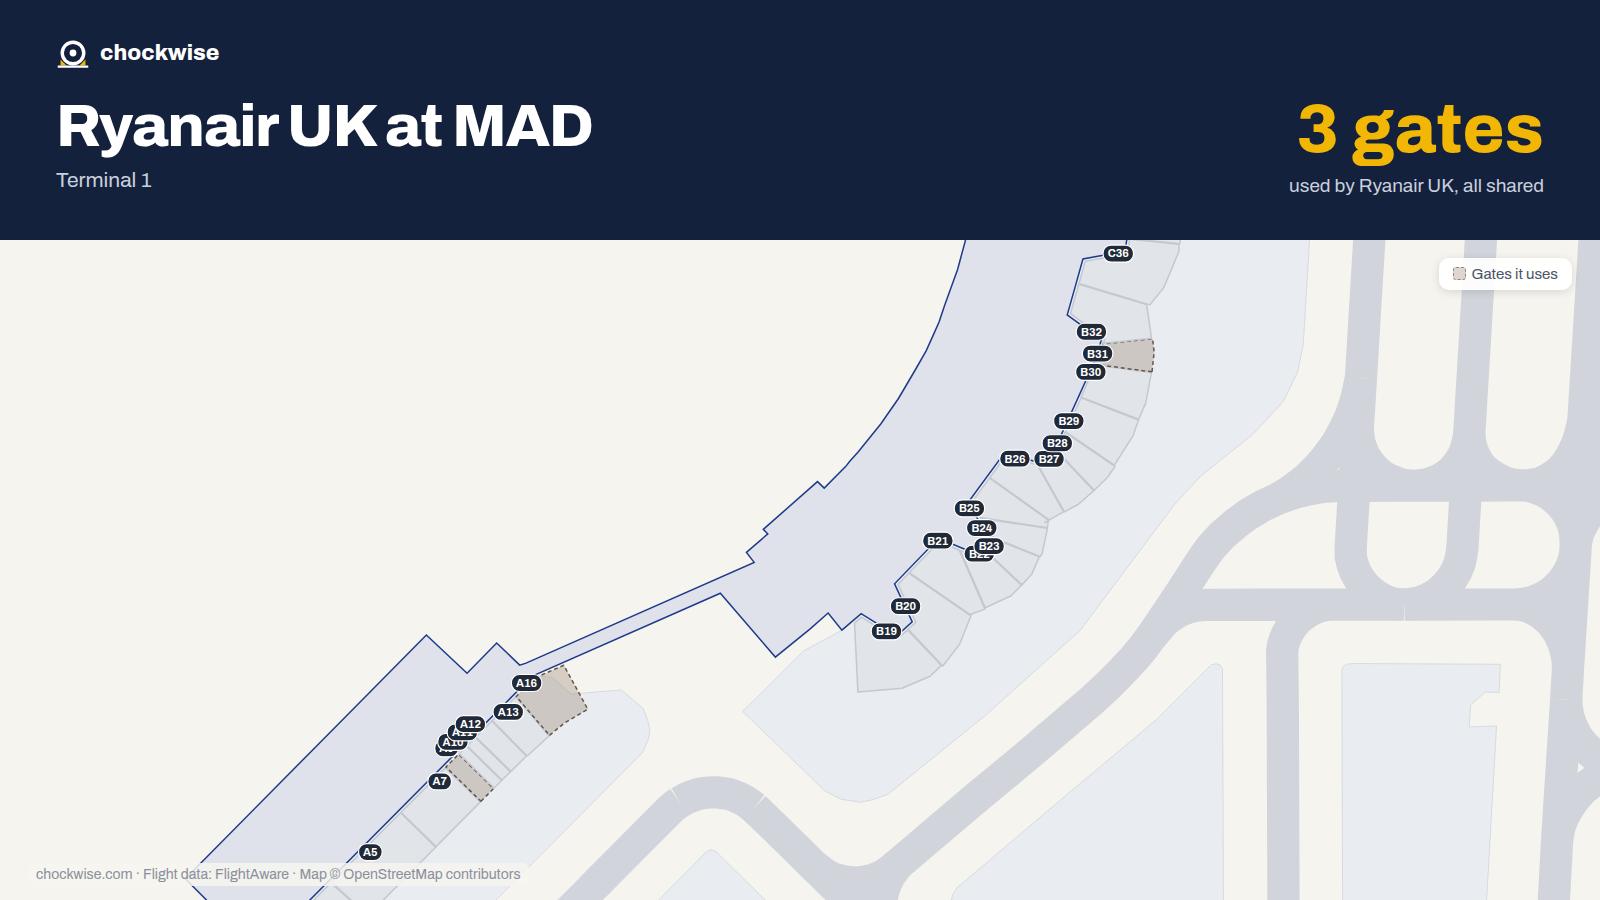 chockwise
Ryanair UK at MAD
Terminal 1
3 gates
used by Ryanair UK, all shared
Gates it uses
C36
B32
B31
B30
B29
B28
B26
B27
B25
B24
B21
B23
B20
B19
A16
A13
A12
A10
A7
A5
chockwise.com · Flight data: FlightAware · Map © OpenStreetMap contributors